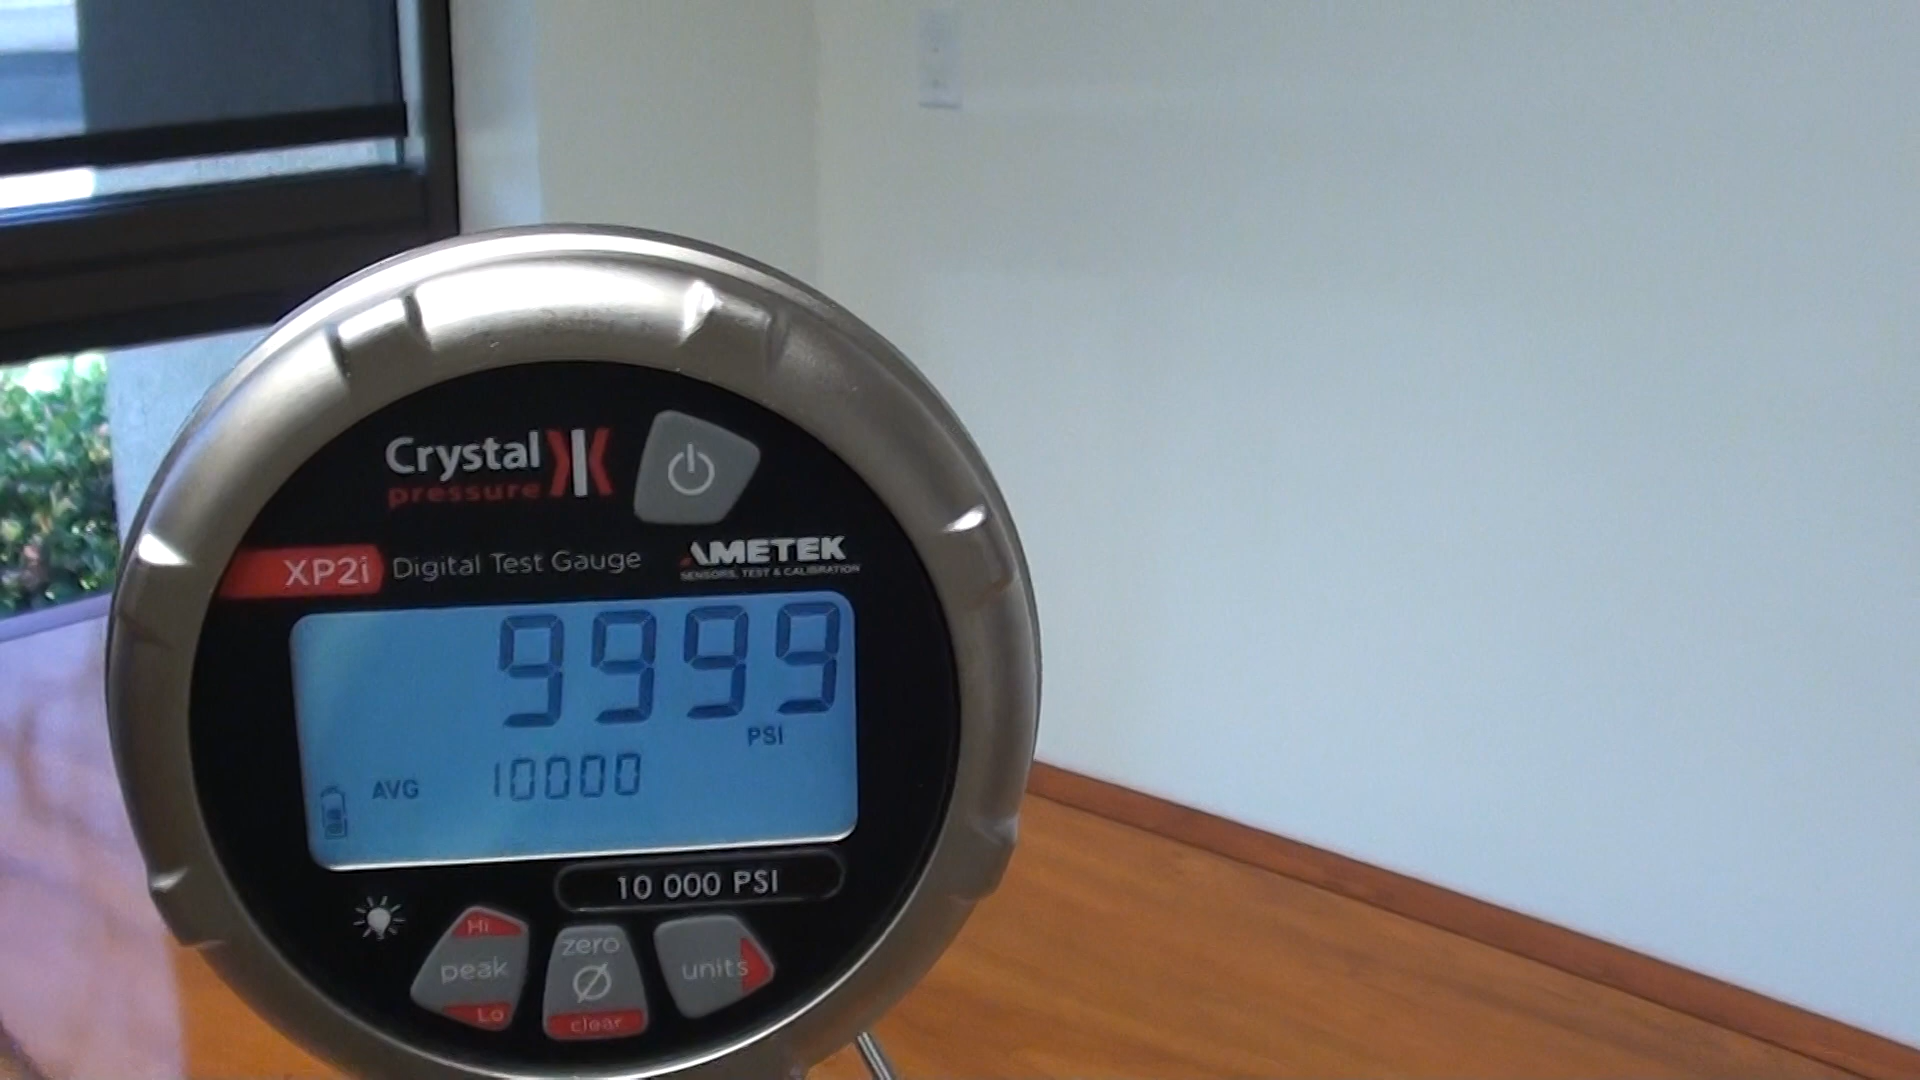 Crystal
pressure
XP2i Digital Test Gauge
AMETEK
SENSORS, TEST & CALIBRATION
9999
PSI
AVG 10000
10 000 PSI
Hi
peak
Lo
zero
clear
units